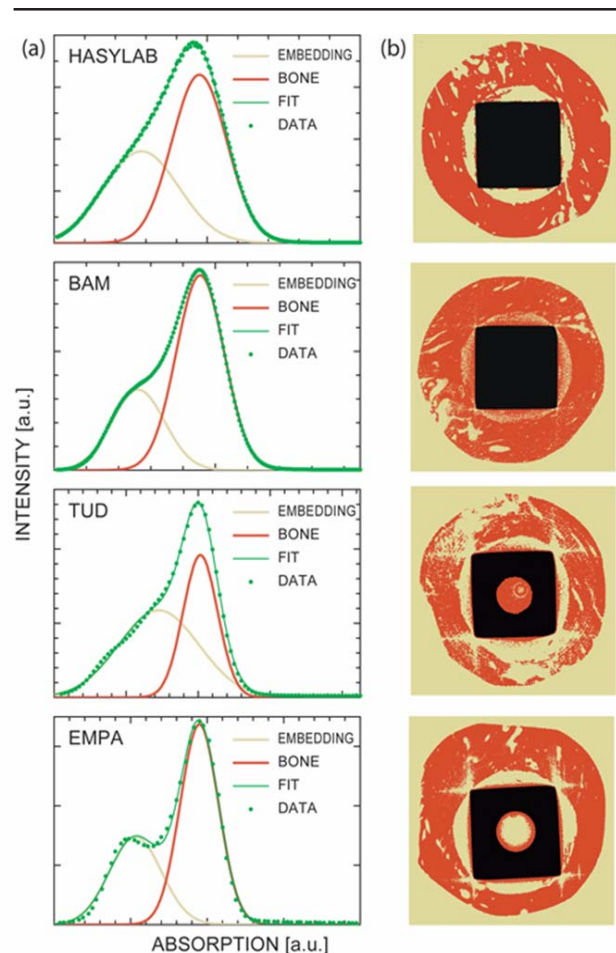 (a)
HASYLAB
EMBEDDING
BONE
FIT
DATA
BAM
EMBEDDING
BONE
FIT
DATA
TUD
EMBEDDING
BONE
FIT
DATA
EMPA
EMBEDDING
BONE
FIT
DATA
INTENSITY [a.u.]
ABSORPTION [a.u.]
(b)